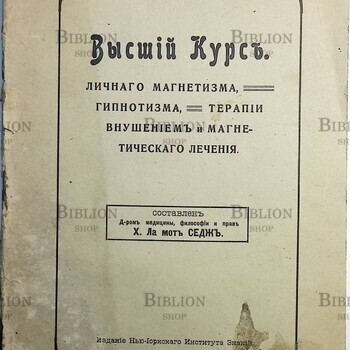 Высшій Курсъ.
ЛИЧНАГО МАГНЕТИЗМА,
ГИПНОТИЗМА, ТЕРАПІИ
ВНУШЕНІЕМЪ и МАГНЕ-
ТИЧЕСКАГО ЛЕЧЕНІЯ.
СОСТАВЛЕНЪ
Д-ромъ медицины, философіи и правъ
Х. Ла мотъ СЕДЖЪ.
Изданіе Нью-Іоркскаго Института Знаній.
BIBLION
SHOP